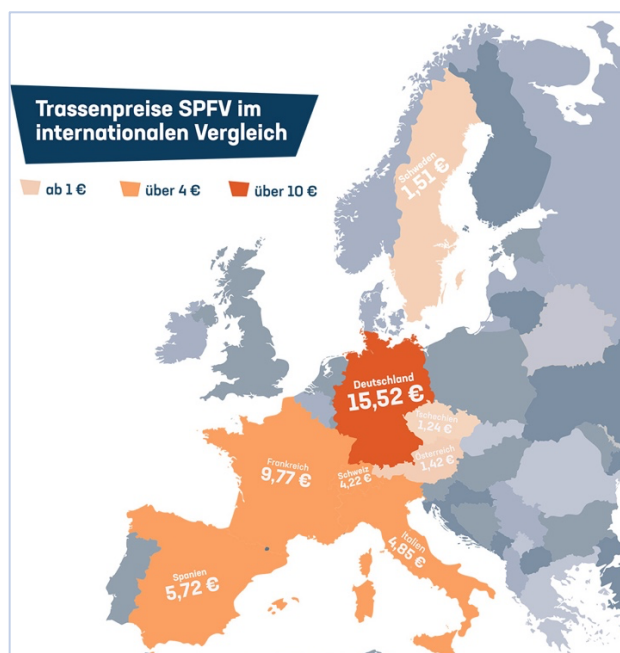 Trassenpreise SPFV im
internationalen Vergleich
ab 1 €
über 4 €
über 10 €
Schweden
1,51 €
Deutschland
15,52 €
Tschechien
1,24 €
Österreich
1,42 €
Frankreich
9,77 €
Schweiz
4,22 €
Italien
4,85 €
Spanien
5,72 €